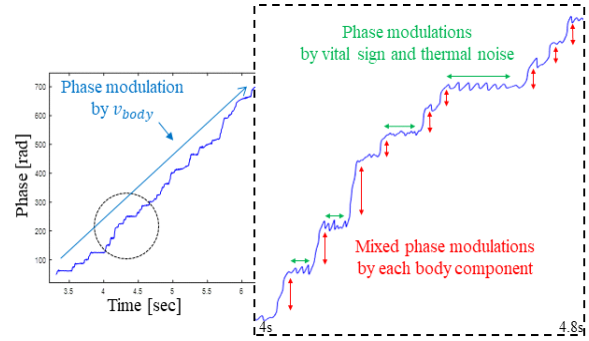 Phase modulations
by vital sign and thermal noise
Phase modulation
by v_body
Phase [rad]
700
600
500
400
300
200
100
3.5 4 4.5 5 5.5 6
Time [sec]
Mixed phase modulations
by each body component
4s
4.8s